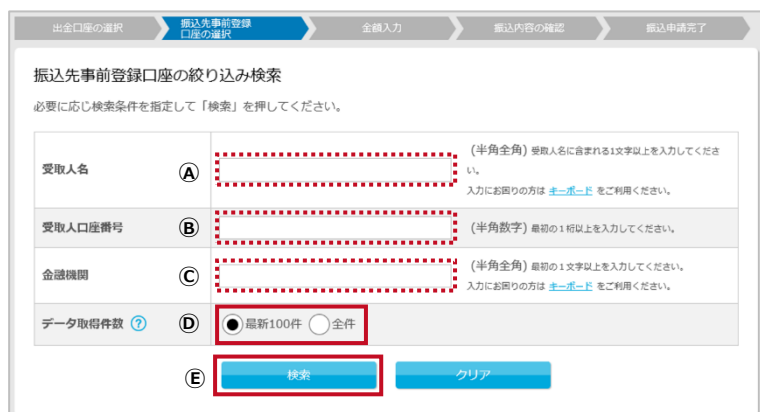 出金口座の選択
振込先事前登録
口座の選択
金額入力
振込内容の確認
振込申請完了
振込先事前登録口座の絞り込み検索
必要に応じ検索条件を指定して「検索」を押してください。
受取人名
Ⓐ
(半角全角) 受取人名に含まれる1文字以上を入力してくださ
い。
入力にお困りの方は キーボード をご利用ください。
受取人口座番号
Ⓑ
(半角数字) 最初の1桁以上を入力してください。
金融機関
Ⓒ
(半角全角) 最初の1文字以上を入力してください。
入力にお困りの方は キーボード をご利用ください。
データ取得件数 ?
Ⓓ
最新100件 全件
Ⓔ
検索
クリア